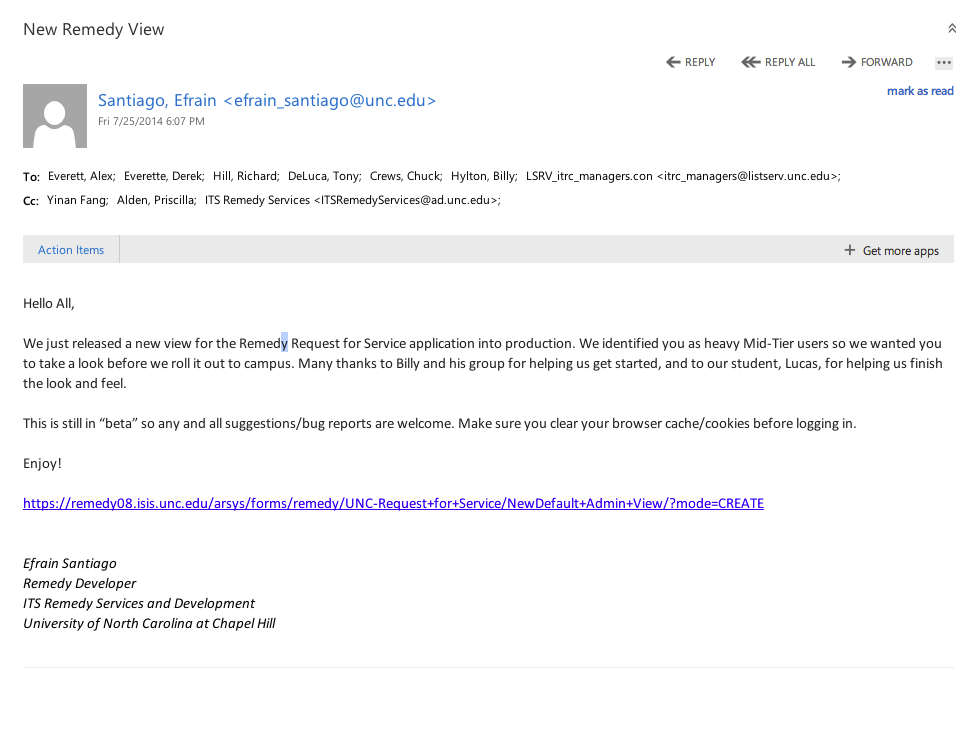 New Remedy View
REPLY REPLY ALL FORWARD
Santiago, Efrain <efrain_santiago@unc.edu>
mark as read
Fri 7/25/2014 6:07 PM
To: Everett, Alex; Everette, Derek; Hill, Richard; DeLuca, Tony; Crews, Chuck; Hylton, Billy; LSRV_itrc_managers.con <itrc_managers@listserv.unc.edu>;
Cc: Yinan Fang; Alden, Priscilla; ITS Remedy Services <ITSRemedyServices@ad.unc.edu>;
Action Items + Get more apps
Hello All,
We just released a new view for the Remedy Request for Service application into production. We identified you as heavy Mid-Tier users so we wanted you
to take a look before we roll it out to campus. Many thanks to Billy and his group for helping us get started, and to our student, Lucas, for helping us finish
the look and feel.
This is still in “beta” so any and all suggestions/bug reports are welcome. Make sure you clear your browser cache/cookies before logging in.
Enjoy!
https://remedy08.isis.unc.edu/arsys/forms/remedy/UNC-Request+for+Service/NewDefault+Admin+View/?mode=CREATE
Efrain Santiago
Remedy Developer
ITS Remedy Services and Development
University of North Carolina at Chapel Hill